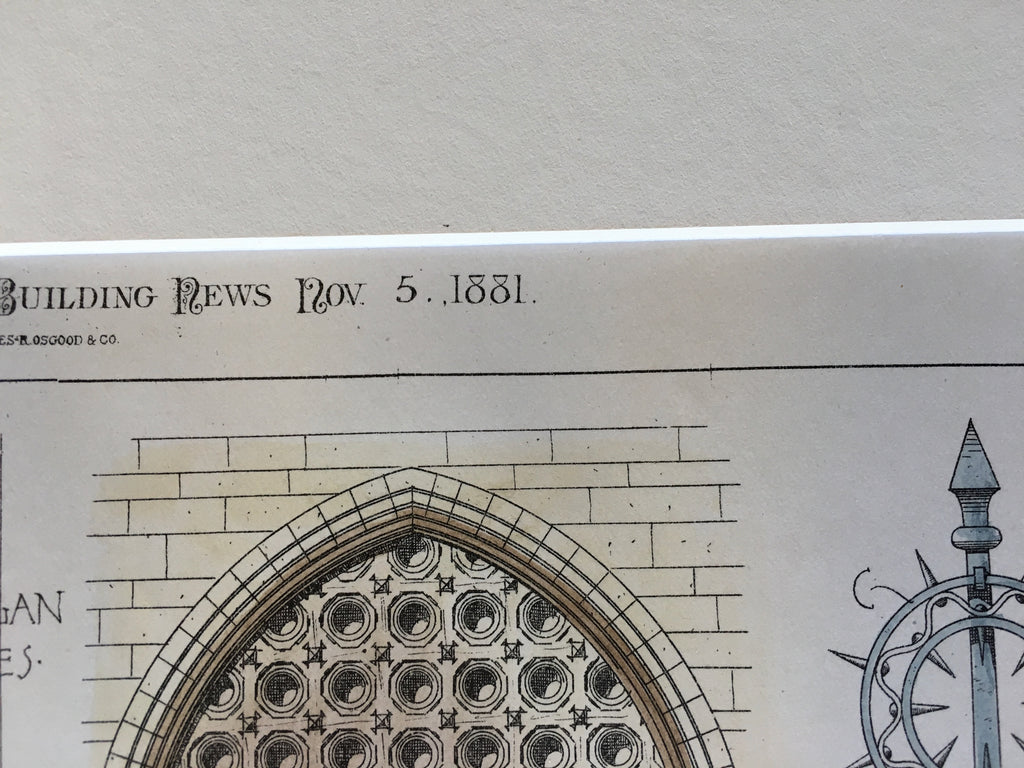 Building News Nov. 5., 1881.
ES·R. OSGOOD & CO.
GAN
ES.